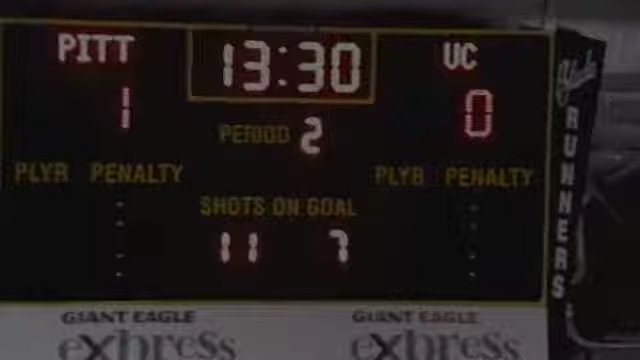 PITT 13:30 UC
1 0
PERIOD 2
PLYR PENALTY PLYR PENALTY
SHOTS ON GOAL
11 7
GIANT EAGLE GIANT EAGLE
express express
RUNNERS